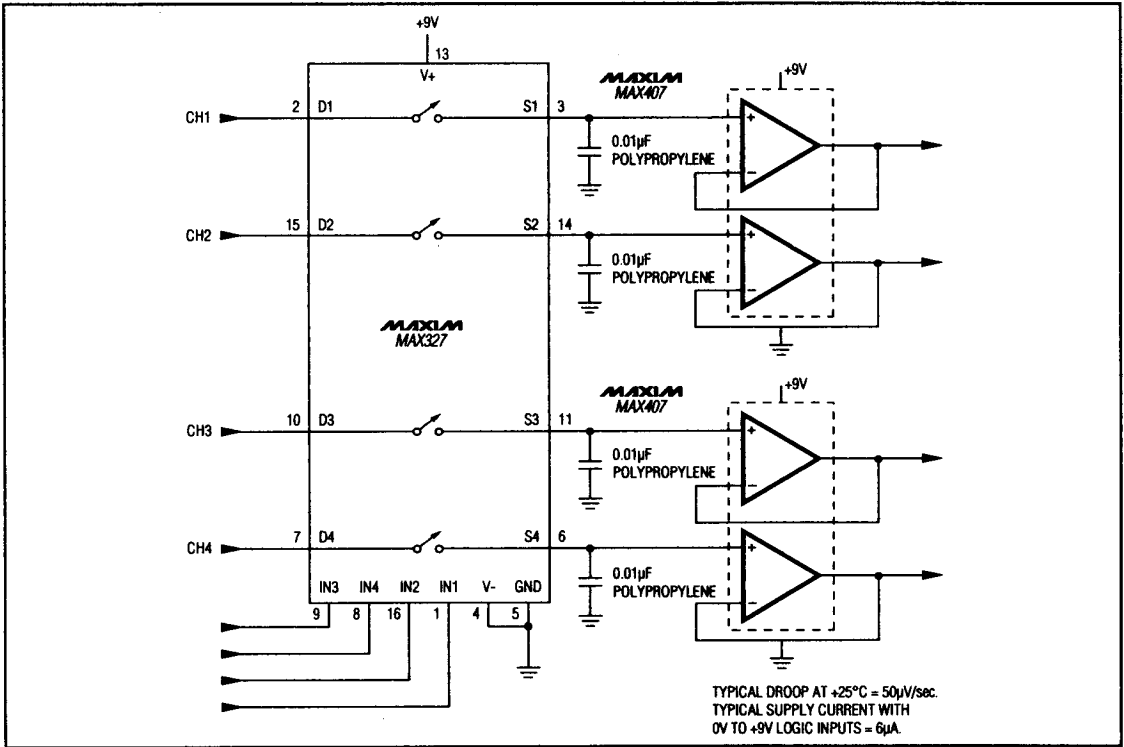 +9V
13
V+
MAXIM
MAX407
+9V
CH1
2
D1
S1
3
+
0.01µF
POLYPROPYLENE
-
CH2
15
D2
S2
14
+
0.01µF
POLYPROPYLENE
-
MAXIM
MAX327
MAXIM
MAX407
+9V
CH3
10
D3
S3
11
+
0.01µF
POLYPROPYLENE
-
CH4
7
D4
S4
6
+
0.01µF
POLYPROPYLENE
-
IN3 IN4 IN2 IN1 V- GND
9 8 16 1 4 5
TYPICAL DROOP AT +25°C = 50µV/sec.
TYPICAL SUPPLY CURRENT WITH
0V TO +9V LOGIC INPUTS = 6µA.